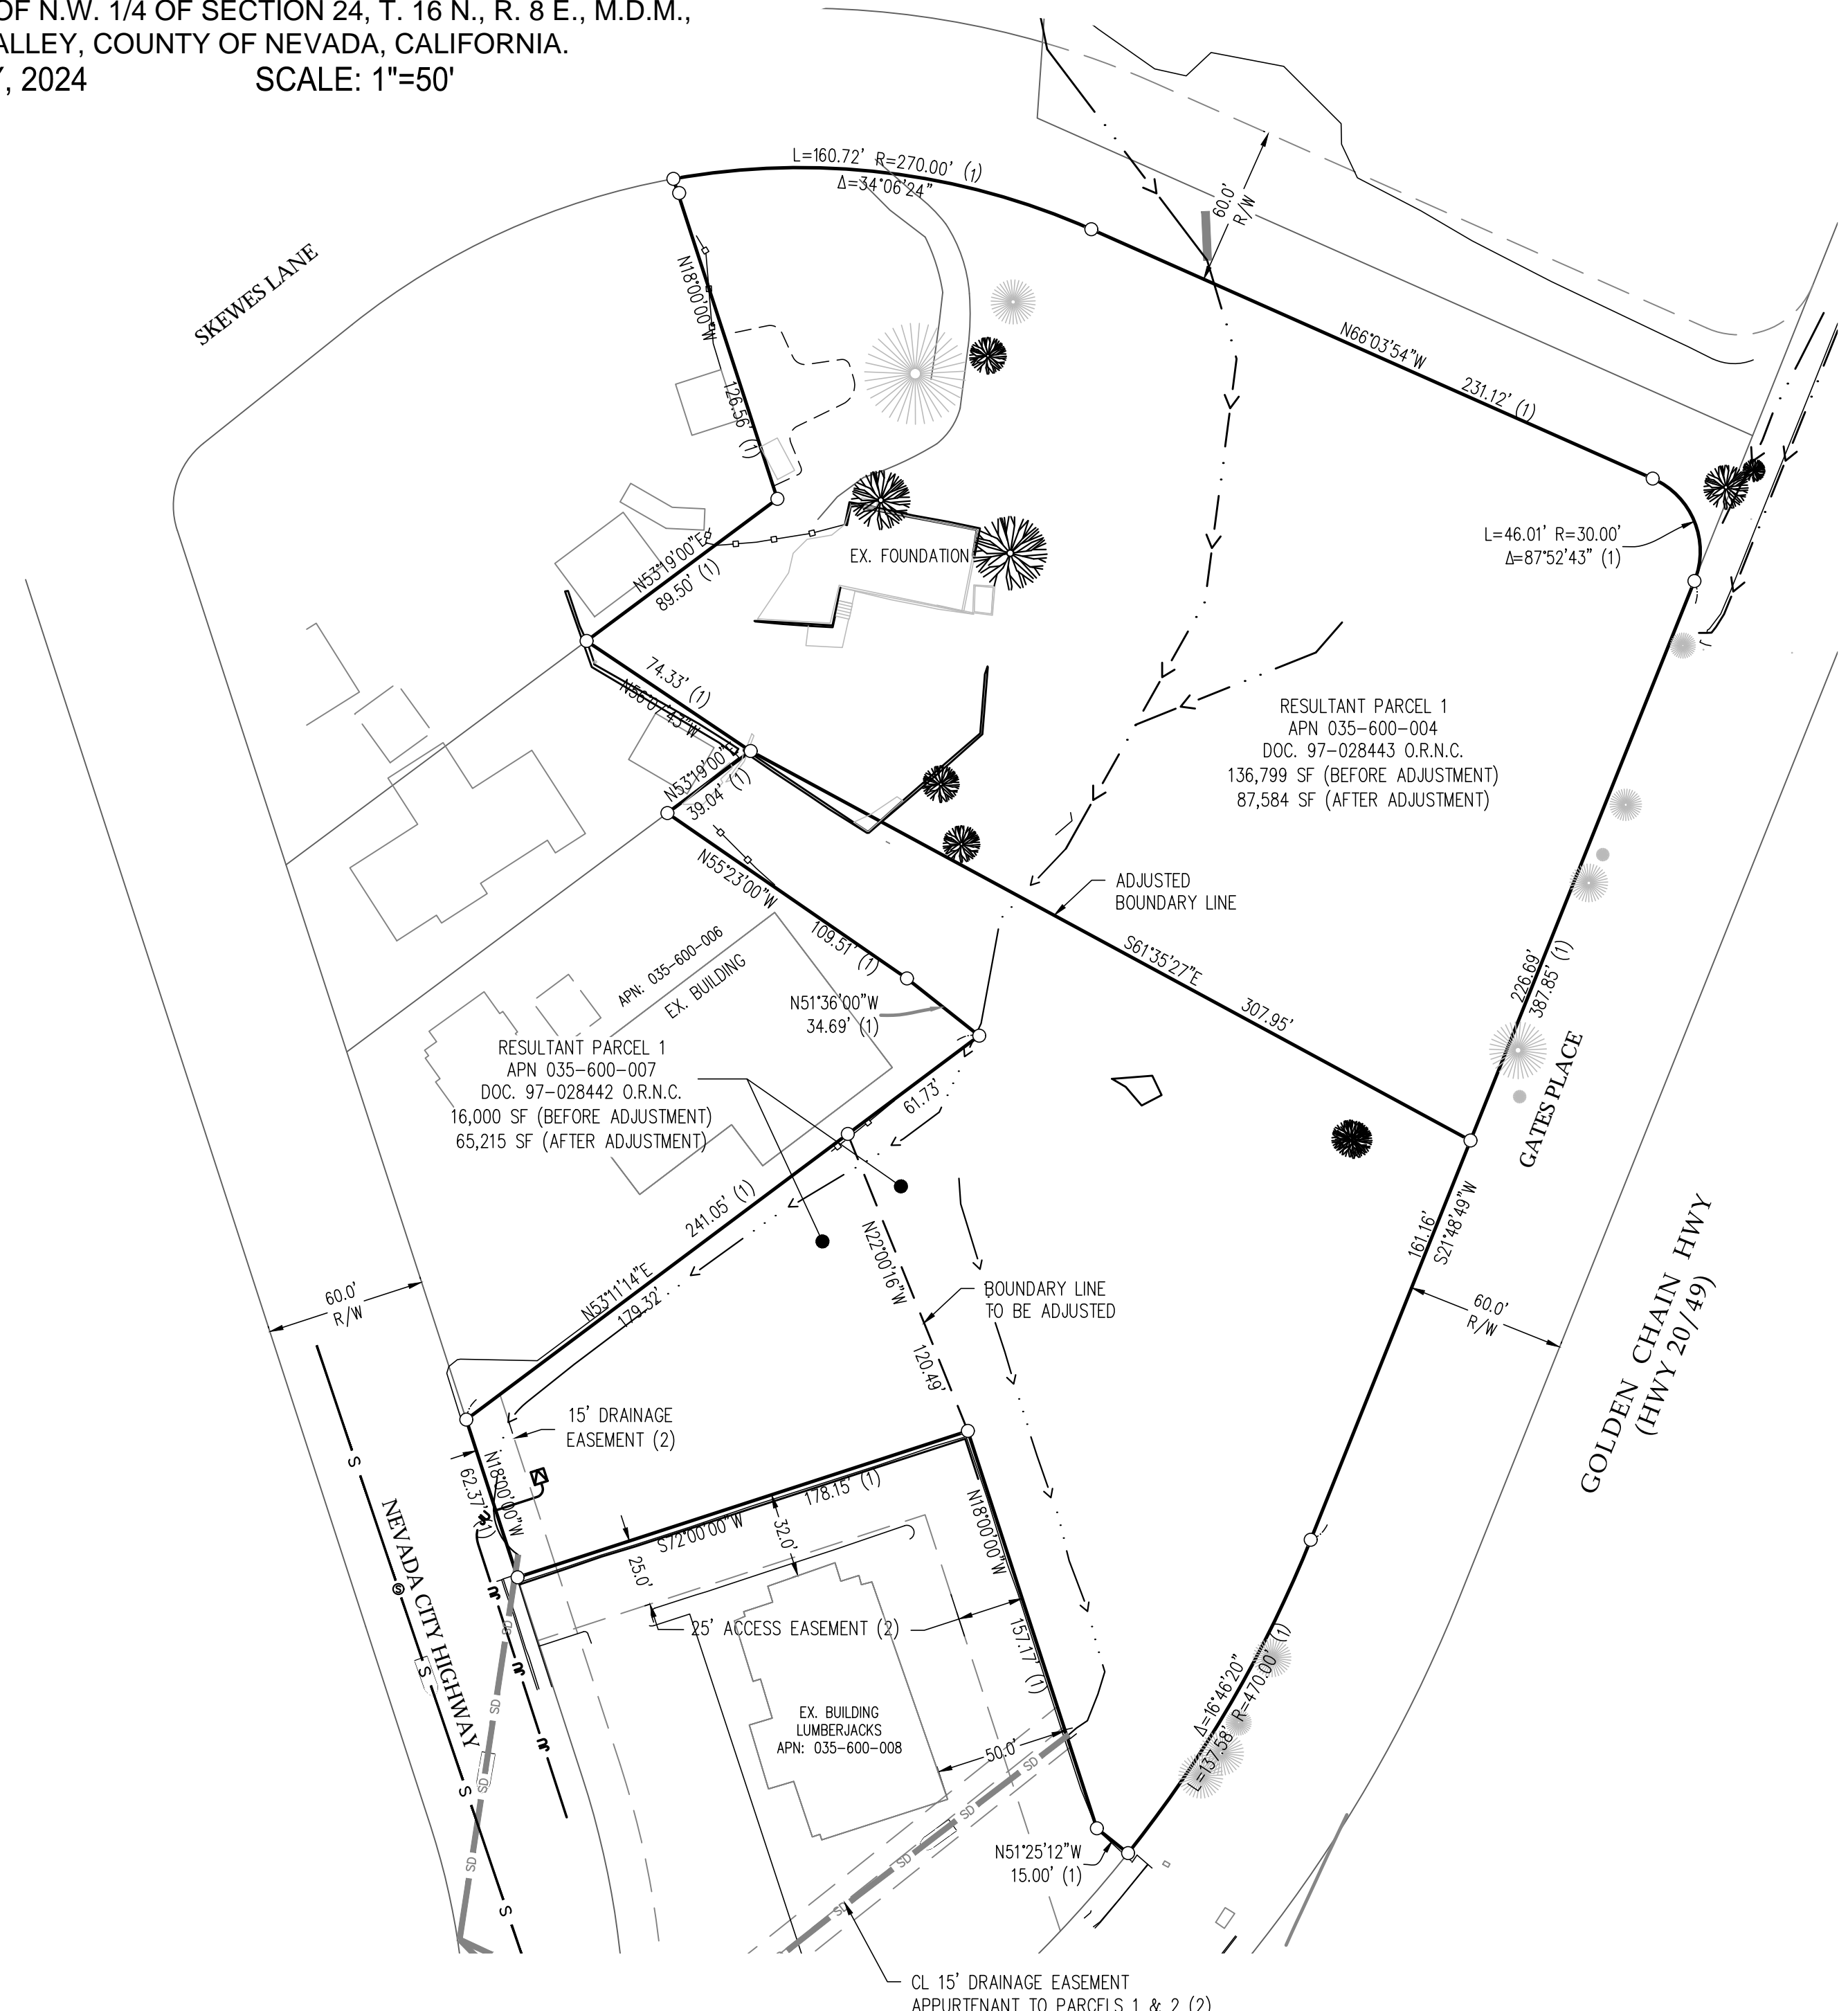 OF N.W. 1/4 OF SECTION 24, T. 16 N., R. 8 E., M.D.M.,
ALLEY, COUNTY OF NEVADA, CALIFORNIA.
Y, 2024 SCALE: 1"=50'
L=160.72' R=270.00' (1)
Δ=34°06'24"
60.0'
R/W
SKEWES LANE
N18°00'00"W
126.56' (1)
N66°03'54"W
231.12' (1)
L=46.01' R=30.00'
Δ=87°52'43" (1)
EX. FOUNDATION
N53°19'00"E
89.50' (1)
74.33' (1)
N56°07'43"W
N53°19'00"E
39.04' (1)
RESULTANT PARCEL 1
APN 035-600-004
DOC. 97-028443 O.R.N.C.
136,799 SF (BEFORE ADJUSTMENT)
87,584 SF (AFTER ADJUSTMENT)
N55°23'00"W
109.51' (1)
ADJUSTED
BOUNDARY LINE
S61°35'27"E
307.95'
226.69'
387.85' (1)
APN: 035-600-006
EX. BUILDING
N51°36'00"W
34.69' (1)
RESULTANT PARCEL 1
APN 035-600-007
DOC. 97-028442 O.R.N.C.
16,000 SF (BEFORE ADJUSTMENT)
65,215 SF (AFTER ADJUSTMENT)
61.73'
GATES PLACE
241.05' (1)
N53°11'14"E
179.32'
N22°00'16"W
120.49'
BOUNDARY LINE
TO BE ADJUSTED
161.16'
S21°48'49"W
60.0'
R/W
60.0'
R/W
GOLDEN CHAIN HWY
(HWY 20/49)
15' DRAINAGE
EASEMENT (2)
N18°00'00"W
62.37' (1)
178.15' (1)
S72°00'00"W
32.0'
25.0'
N18°00'00"W
157.17' (1)
25' ACCESS EASEMENT (2)
S
NEVADA CITY HIGHWAY
S
S
S
S
SD
SD
SD
SD
EX. BUILDING
LUMBERJACKS
APN: 035-600-008
50.0'
SD
SD
SD
SD
Δ=16°46'20"
R=470.00' (1)
L=137.58'
N51°25'12"W
15.00' (1)
CL 15' DRAINAGE EASEMENT
APPURTENANT TO PARCELS 1 & 2 (2)